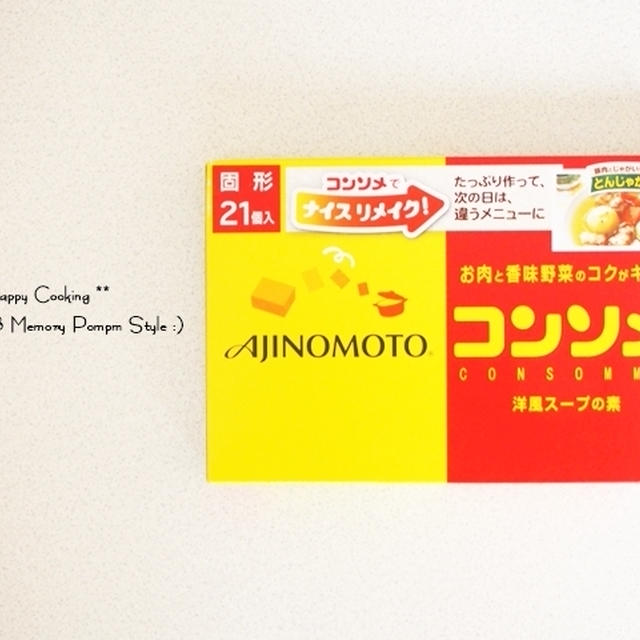 appy Cooking **
Memory Pompm Style :)
固形
21個入
コンソメで
ナイスリメイク!
たっぷり作って、
次の日は、
違うメニューに
とんじゃが
AJINOMOTO®
お肉と香味野菜のコクがキ
コンソメ
CONSOMM
洋風スープの素